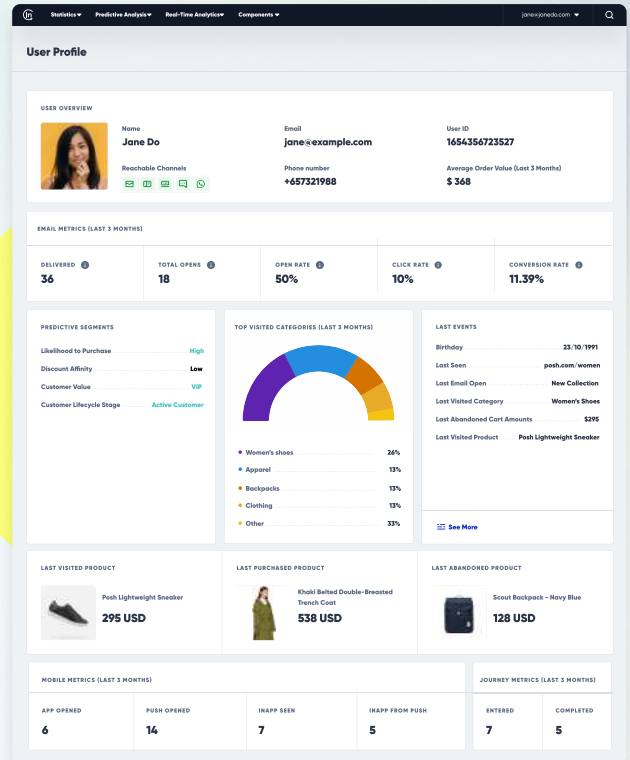 in
Statistics
Predictive Analysis
Real-Time Analytics
Components
jane@janedo.com
User Profile
USER OVERVIEW
Name
Jane Do
Email
jane@example.com
User ID
1654356723527
Reachable Channels
Phone number
+657321988
Average Order Value (Last 3 Months)
$ 368
EMAIL METRICS (LAST 3 MONTHS)
DELIVERED
36
TOTAL OPENS
18
OPEN RATE
50%
CLICK RATE
10%
CONVERSION RATE
11.39%
PREDICTIVE SEGMENTS
Likelihood to Purchase High
Discount Affinity Low
Customer Value VIP
Customer Lifecycle Stage Active Customer
TOP VISITED CATEGORIES (LAST 3 MONTHS)
Women's shoes 26%
Apparel 13%
Backpacks 13%
Clothing 13%
Other 33%
LAST EVENTS
Birthday 23/10/1991
Last Seen posh.com/women
Last Email Open New Collection
Last Visited Category Women's Shoes
Last Abandoned Cart Amounts $295
Last Visited Product Posh Lightweight Sneaker
See More
LAST VISITED PRODUCT
Posh Lightweight Sneaker
295 USD
LAST PURCHASED PRODUCT
Khaki Belted Double-Breasted
Trench Coat
538 USD
LAST ABANDONED PRODUCT
Scout Backpack - Navy Blue
128 USD
MOBILE METRICS (LAST 3 MONTHS)
APP OPENED
6
PUSH OPENED
14
INAPP SEEN
7
INAPP FROM PUSH
5
JOURNEY METRICS (LAST 3 MONTHS)
ENTERED
7
COMPLETED
5